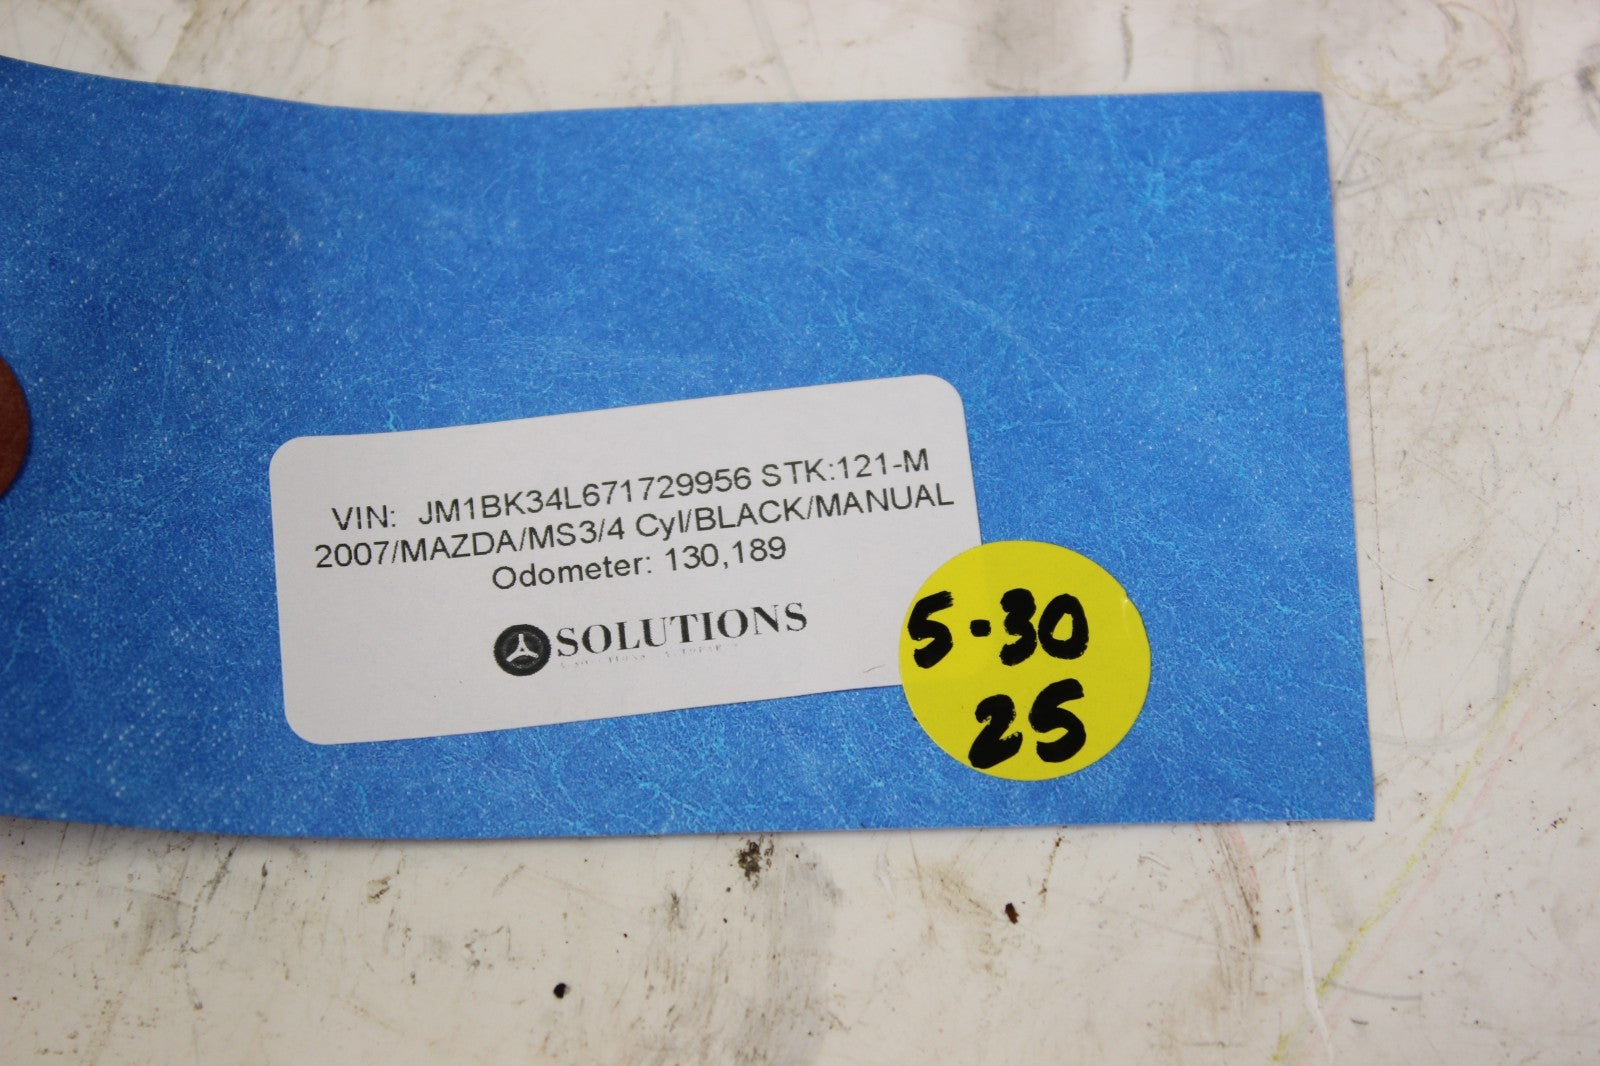 VIN: JM1BK34L671729956 STK:121-M
2007/MAZDA/MS3/4 Cyl/BLACK/MANUAL
Odometer: 130,189
SOLUTIONS
5-30
25